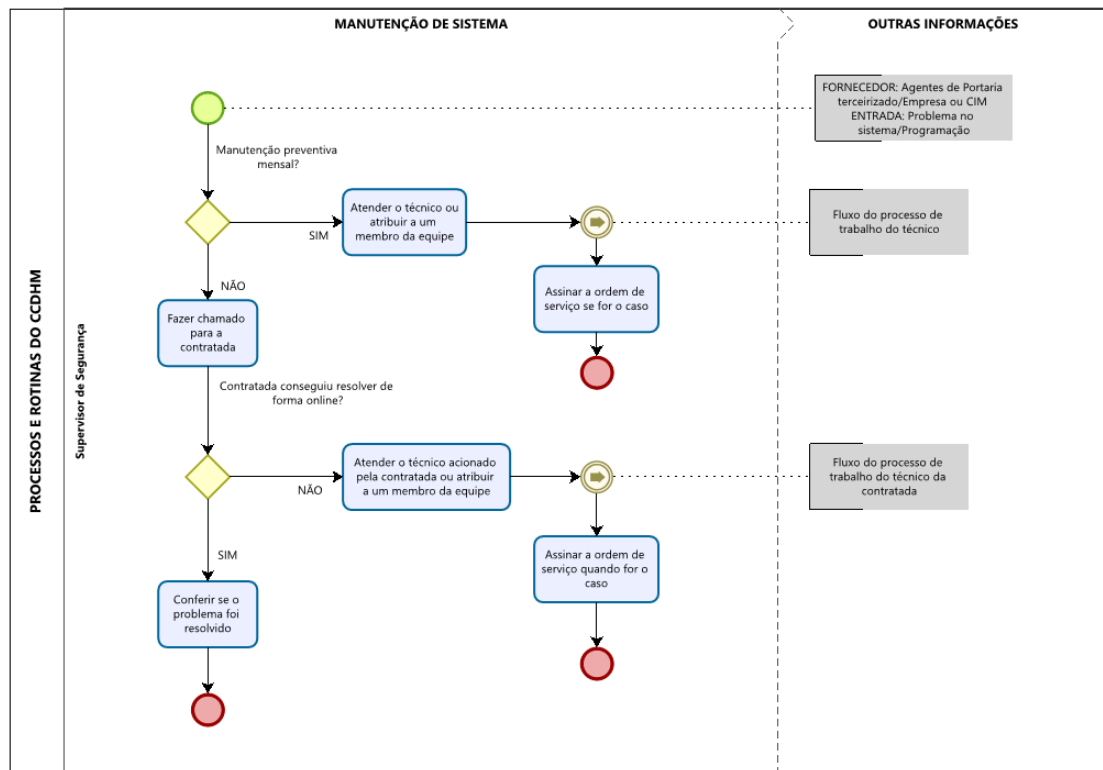 MANUTENÇÃO DE SISTEMA
OUTRAS INFORMAÇÕES
PROCESSOS E ROTINAS DO CCDHM
Supervisor de Segurança
FORNECEDOR: Agentes de Portaria
terceirizado/Empresa ou CIM
ENTRADA: Problema no
sistema/Programação
Manutenção preventiva
mensal?
SIM
Atender o técnico ou
atribuir a um
membro da equipe
Fluxo do processo de
trabalho do técnico
NÃO
Assinar a ordem de
serviço se for o caso
Fazer chamado
para a
contratada
Contratada conseguiu resolver de
forma online?
NÃO
Atender o técnico acionado
pela contratada ou atribuir
a um membro da equipe
Fluxo do processo de
trabalho do técnico da
contratada
SIM
Assinar a ordem de
serviço quando for o
caso
Conferir se o
problema foi
resolvido